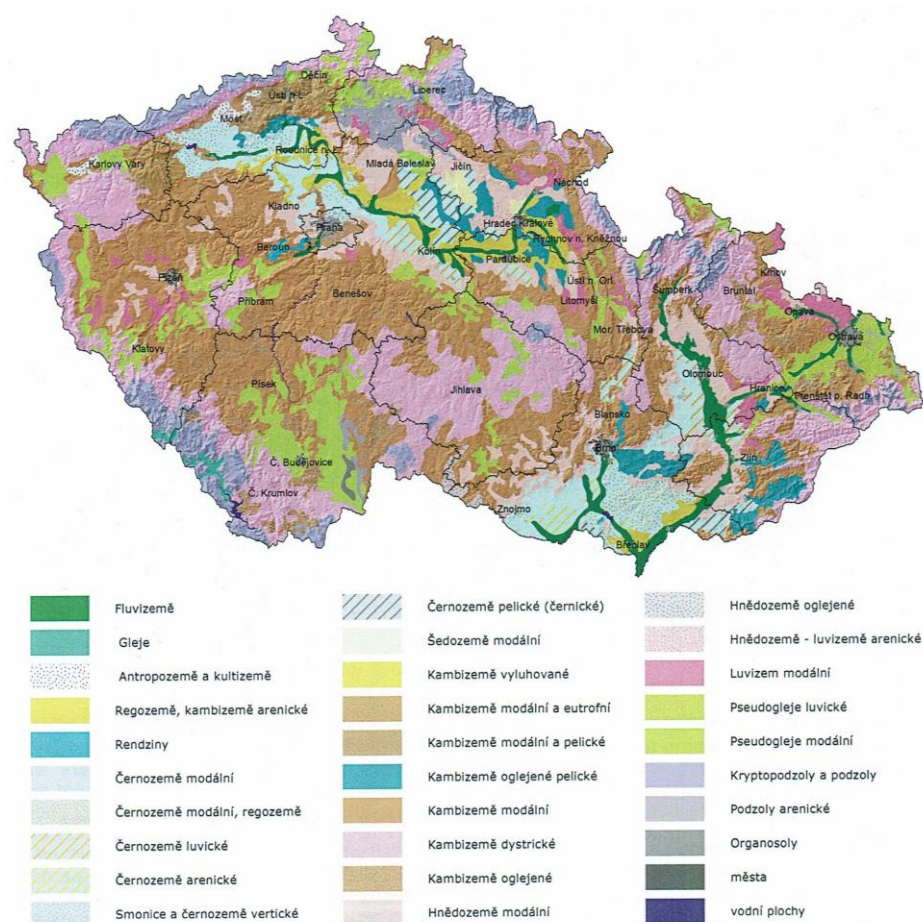 Děčín
Liberec
Ústí n L
Most
Roudnice n.
Karlovy Vary
Mladá Boleslav
Jičín
Náchod
Kladno
Praha
Hradec Králové
Rychnov n. Kněžnou
Beroun
Kolín
Pardubice
Plzeň
Ústí n. Orl.
Krnov
Šumperk
Bruntál
Příbram
Benešov
Litomyšl
Opava
Mor. Třebová
Ostrava
Klatovy
Olomouc
Písek
Jihlava
Hranice
Frenštát p. Radh.
Blansko
Brno
Zlín
Č. Budějovice
Č. Krumlov
Znojmo
Břeclav
Fluvizemě
Gleje
Antropozemě a kultizemě
Regozemě, kambizemě arenické
Rendziny
Černozemě modální
Černozemě modální, regozemě
Černozemě luvické
Černozemě arenické
Smonice a černozemě vertické
Černozemě pelické (černické)
Šedozemě modální
Kambizemě vyluhované
Kambizemě modální a eutrofní
Kambizemě modální a pelické
Kambizemě oglejené pelické
Kambizemě modální
Kambizemě dystrické
Kambizemě oglejené
Hnědozemě modální
Hnědozemě oglejené
Hnědozemě - luvizemě arenické
Luvizem modální
Pseudogleje luvické
Pseudogleje modální
Kryptopodzoly a podzoly
Podzoly arenické
Organosoly
města
vodní plochy